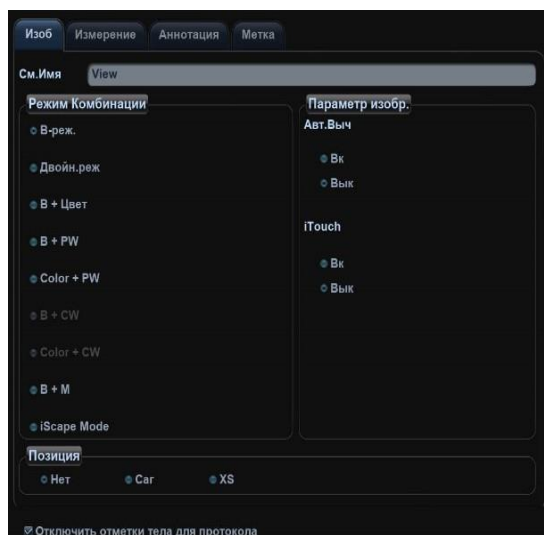 Изоб Измерение Аннотация Метка
См.Имя View
Режим Комбинации
В-реж.
Двойн.реж
В + Цвет
B + PW
Color + PW
B + CW
Color + CW
B + M
iScape Mode
Параметр изобр.
Авт.Выч
Вк
Вык
iTouch
Вк
Вык
Позиция
Нет Саг XS
Отключить отметки тела для протокола